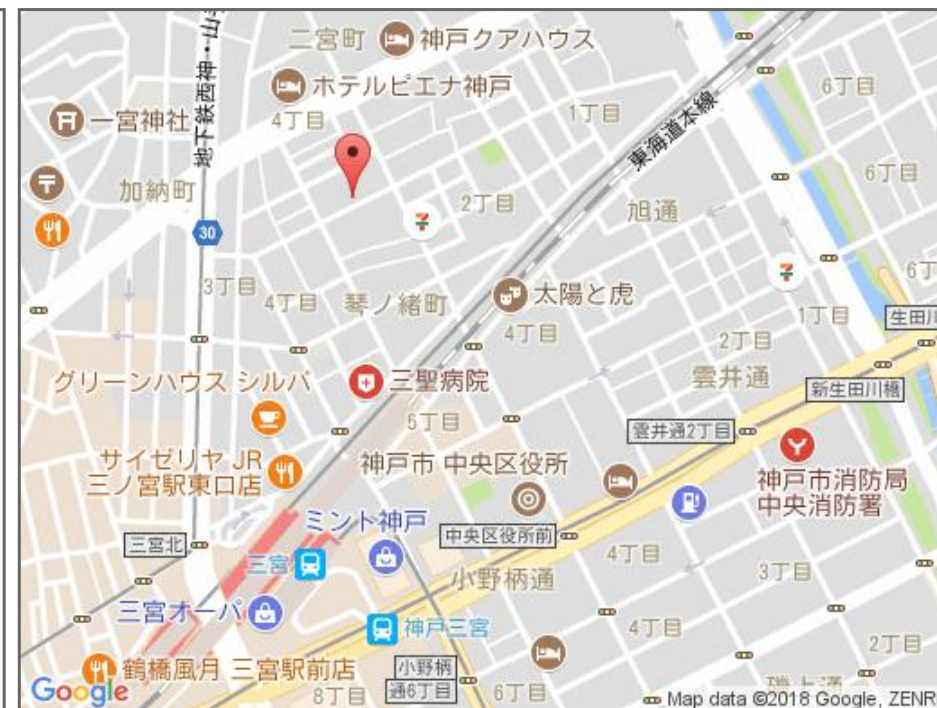 二宮町
神戸クアハウス
ホテルピエナ神戸
4丁目
1丁目
6丁目
一宮神社
地下鉄西神・山手
東海道本線
加納町
6丁目
2丁目
旭通
30
3丁目
4丁目
琴ノ緒町
太陽と虎
1丁目
生田川
4丁目
2丁目
グリーンハウス シルバ
三聖病院
雲井通
新生田川橋
5丁目
雲井通2丁目
サイゼリヤ JR
三ノ宮駅東口店
神戸市 中央区役所
神戸市消防局
中央消防署
ミント神戸
三宮北
中央区役所前
三宮
4丁目
小野柄通
3丁目
三宮オーパ
神戸三宮
4丁目
2丁目
鶴橋風月 三宮駅前店
小野柄
通6丁目
Google
8丁目
6丁目
磯上通
Map data ©2018 Google, ZENR